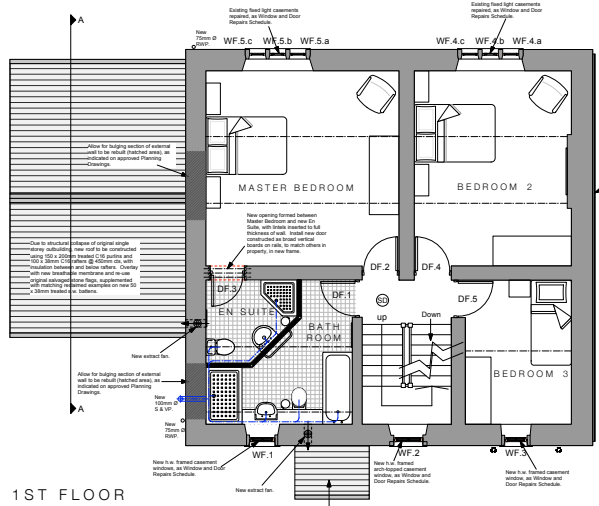 A
New
75mm Ø
RWP.
Existing fixed light casements
repaired, as Window and Door
Repairs Schedule.
WF.5.c WF.5.b WF.5.a
Existing fixed light casements
repaired, as Window and Door
Repairs Schedule.
WF.4.c WF.4.b WF.4.a
Allow for bulging section of external
wall to be rebuilt (hatched area), as
indicated on approved Planning
Drawings.
MASTER BEDROOM
BEDROOM 2
New opening formed between
Master Bedroom and new En
Suite, with lintels inserted to full
thickness of wall. Install new door
constructed as broad vertical
boards on rails, to match others in
property, in new frame.
Due to structural collapse of original single
storey outbuilding, new roof to be constructed
using 150 x 200mm treated C16 purlins and
100 x 38mm C16 rafters @ 450mm cts, with
insulation between and below rafters. Overlay
with new breathable membrane and re-use
original salvaged stone flags, supplemented
with matching reclaimed examples on new 50
x 38mm treated s.w. battens.
DF.2
DF.4
DF.3
DF.1
DF.5
EN SUITE
BATH
ROOM
SD
up
Down
New extract fan.
Allow for bulging section of external
wall to be rebuilt (hatched area), as
indicated on approved Planning
Drawings.
BEDROOM 3
New
100mm Ø
S & VP.
A
New
75mm Ø
RWP.
WF.1
WF.2
WF.3
New h.w. framed casement
windows, as Window and Door
Repairs Schedule.
New extract fan.
New h.w. framed
arch-topped casement
window, as Window and
Door Repairs Schedule.
New h.w. framed casement
window, as Window and
Door Repairs Schedule.
1ST FLOOR